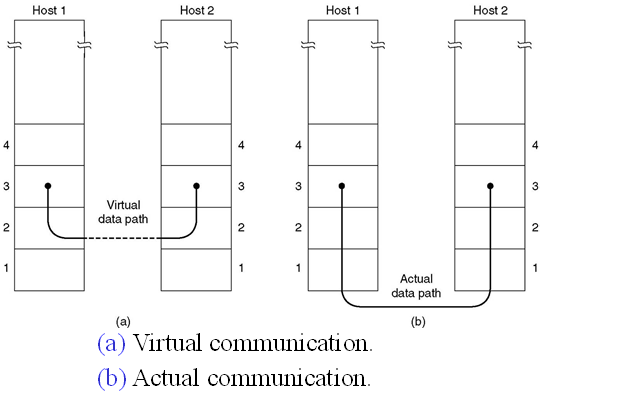 Host 1 Host 2 Host 1 Host 2
4 4 4 4
3 3 3 3
Virtual
data path
2 2 2 2
1 1 1 1
Actual
data path
(a) (b)
(a) Virtual communication.
(b) Actual communication.